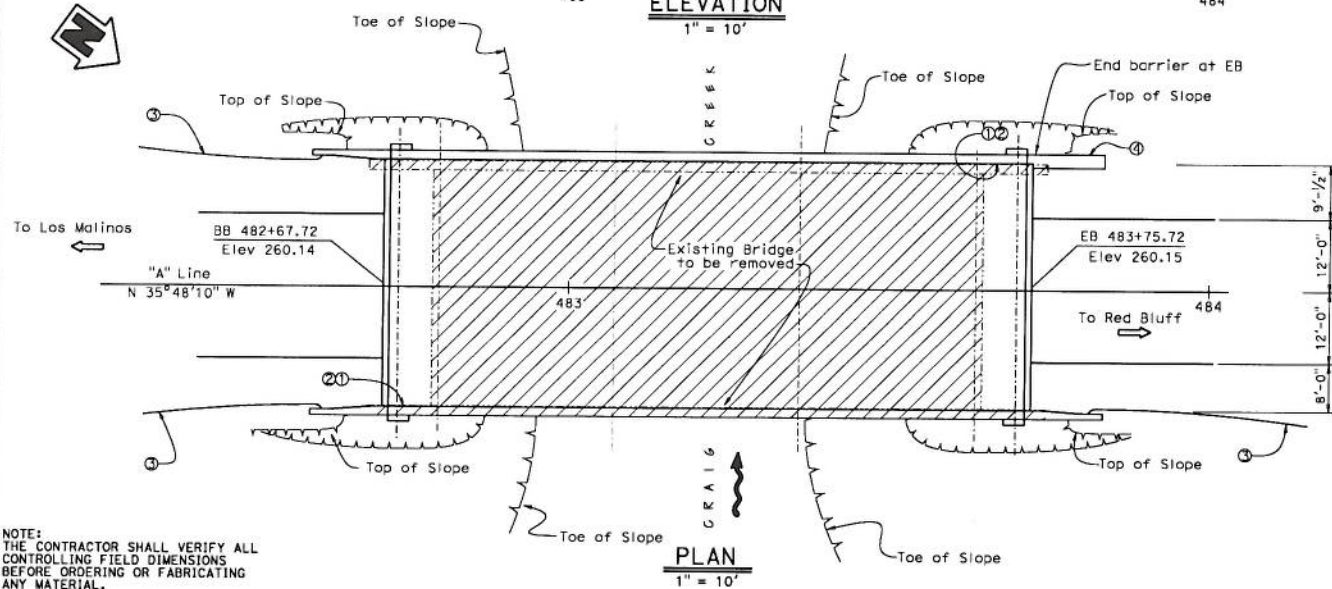 ELEVATION
1" = 10'
484
N
Toe of Slope
CREEK
Toe of Slope
End barrier at EB
Top of Slope
Top of Slope
③
①②
④
9'-½"
To Los Malinos
BB 482+67.72
Elev 260.14
Existing Bridge
to be removed
EB 483+75.72
Elev 260.15
12'-0"
"A" Line
N 35°48'10" W
483
484
To Red Bluff
12'-0"
②①
8'-0"
③
Top of Slope
CRAIG
Top of Slope
③
Toe of Slope
Toe of Slope
PLAN
1" = 10'
NOTE:
THE CONTRACTOR SHALL VERIFY ALL
CONTROLLING FIELD DIMENSIONS
BEFORE ORDERING OR FABRICATING
ANY MATERIAL.